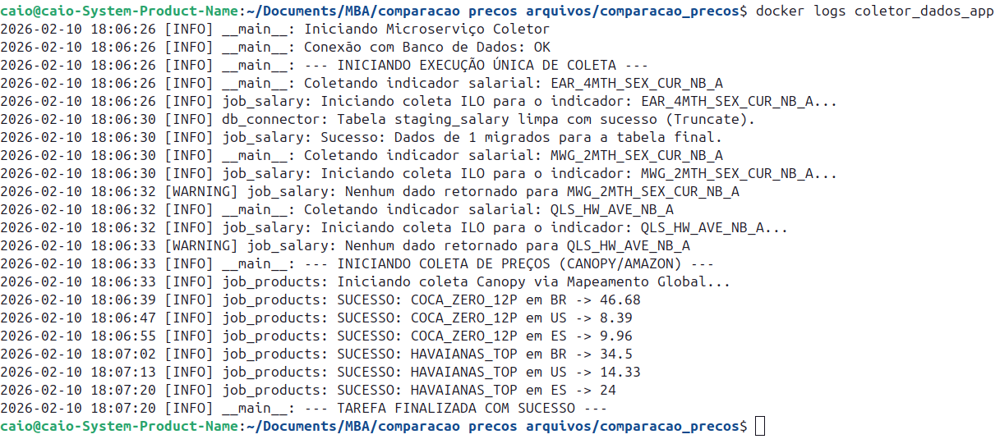 caio@caio-System-Product-Name:~/Documents/MBA/comparacao precos arquivos/comparacao_precos$ docker logs coletor_dados_app
2026-02-10 18:06:26 [INFO] __main__: Iniciando Microserviço Coletor
2026-02-10 18:06:26 [INFO] __main__: Conexão com Banco de Dados: OK
2026-02-10 18:06:26 [INFO] __main__: --- INICIANDO EXECUÇÃO ÚNICA DE COLETA ---
2026-02-10 18:06:26 [INFO] __main__: Coletando indicador salarial: EAR_4MTH_SEX_CUR_NB_A
2026-02-10 18:06:26 [INFO] job_salary: Iniciando coleta ILO para o indicador: EAR_4MTH_SEX_CUR_NB_A...
2026-02-10 18:06:30 [INFO] db_connector: Tabela staging_salary limpa com sucesso (Truncate).
2026-02-10 18:06:30 [INFO] job_salary: Sucesso: Dados de 1 migrados para a tabela final.
2026-02-10 18:06:30 [INFO] __main__: Coletando indicador salarial: MWG_2MTH_SEX_CUR_NB_A
2026-02-10 18:06:30 [INFO] job_salary: Iniciando coleta ILO para o indicador: MWG_2MTH_SEX_CUR_NB_A...
2026-02-10 18:06:32 [WARNING] job_salary: Nenhum dado retornado para MWG_2MTH_SEX_CUR_NB_A
2026-02-10 18:06:32 [INFO] __main__: Coletando indicador salarial: QLS_HW_AVE_NB_A
2026-02-10 18:06:32 [INFO] job_salary: Iniciando coleta ILO para o indicador: QLS_HW_AVE_NB_A...
2026-02-10 18:06:33 [WARNING] job_salary: Nenhum dado retornado para QLS_HW_AVE_NB_A
2026-02-10 18:06:33 [INFO] __main__: --- INICIANDO COLETA DE PREÇOS (CANOPY/AMAZON) ---
2026-02-10 18:06:33 [INFO] job_products: Iniciando coleta Canopy via Mapeamento Global...
2026-02-10 18:06:39 [INFO] job_products: SUCESSO: COCA_ZERO_12P em BR -> 46.68
2026-02-10 18:06:47 [INFO] job_products: SUCESSO: COCA_ZERO_12P em US -> 8.39
2026-02-10 18:06:55 [INFO] job_products: SUCESSO: COCA_ZERO_12P em ES -> 9.96
2026-02-10 18:07:02 [INFO] job_products: SUCESSO: HAVAIANAS_TOP em BR -> 34.5
2026-02-10 18:07:13 [INFO] job_products: SUCESSO: HAVAIANAS_TOP em US -> 14.33
2026-02-10 18:07:20 [INFO] job_products: SUCESSO: HAVAIANAS_TOP em ES -> 24
2026-02-10 18:07:20 [INFO] __main__: --- TAREFA FINALIZADA COM SUCESSO ---
caio@caio-System-Product-Name:~/Documents/MBA/comparacao precos arquivos/comparacao_precos$